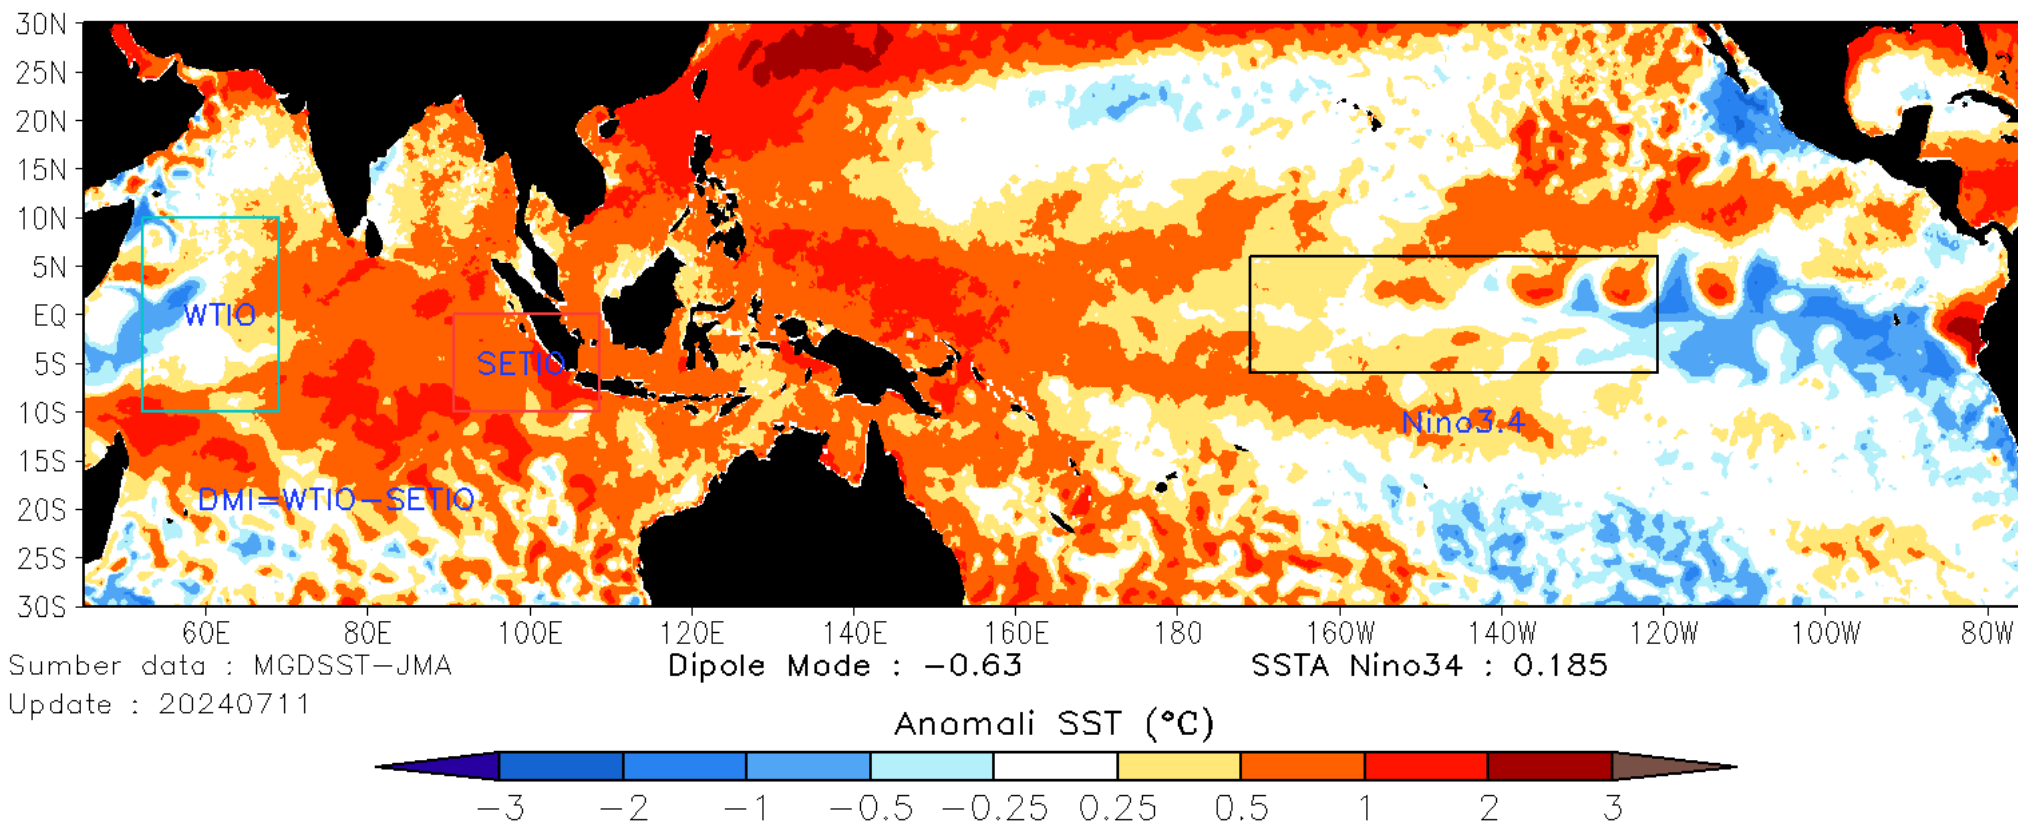 30N
25N
20N
15N
10N
5N
EQ
5S
10S
15S
20S
25S
30S
WTIO
SETIO
Nino3.4
DMI=WTIO-SETIO
60E 80E 100E 120E 140E 160E 180 160W 140W 120W 100W 80W
Sumber data : MGDSST-JMA Dipole Mode : -0.63 SSTA Nino34 : 0.185
Update : 20240711
Anomali SST (°C)
-3 -2 -1 -0.5 -0.25 0.25 0.5 1 2 3